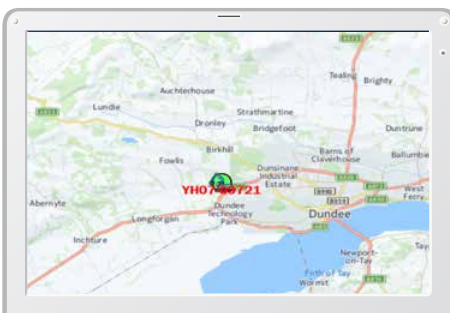 Tealing
Brighty
Auchterhouse
Lundie
Strathmartine
Dronley
Bridgefoot
Duntrune
Birkhill
Barns of
Claverhouse
Ballumbie
Fowlis
Dunsinane
Industrial
Estate
West
Ferry
Abernyte
Dundee
Technology
Park
Longforgan
Dundee
Inchture
Newport-
on-Tay
Tay
Firth of Tay
Wormit